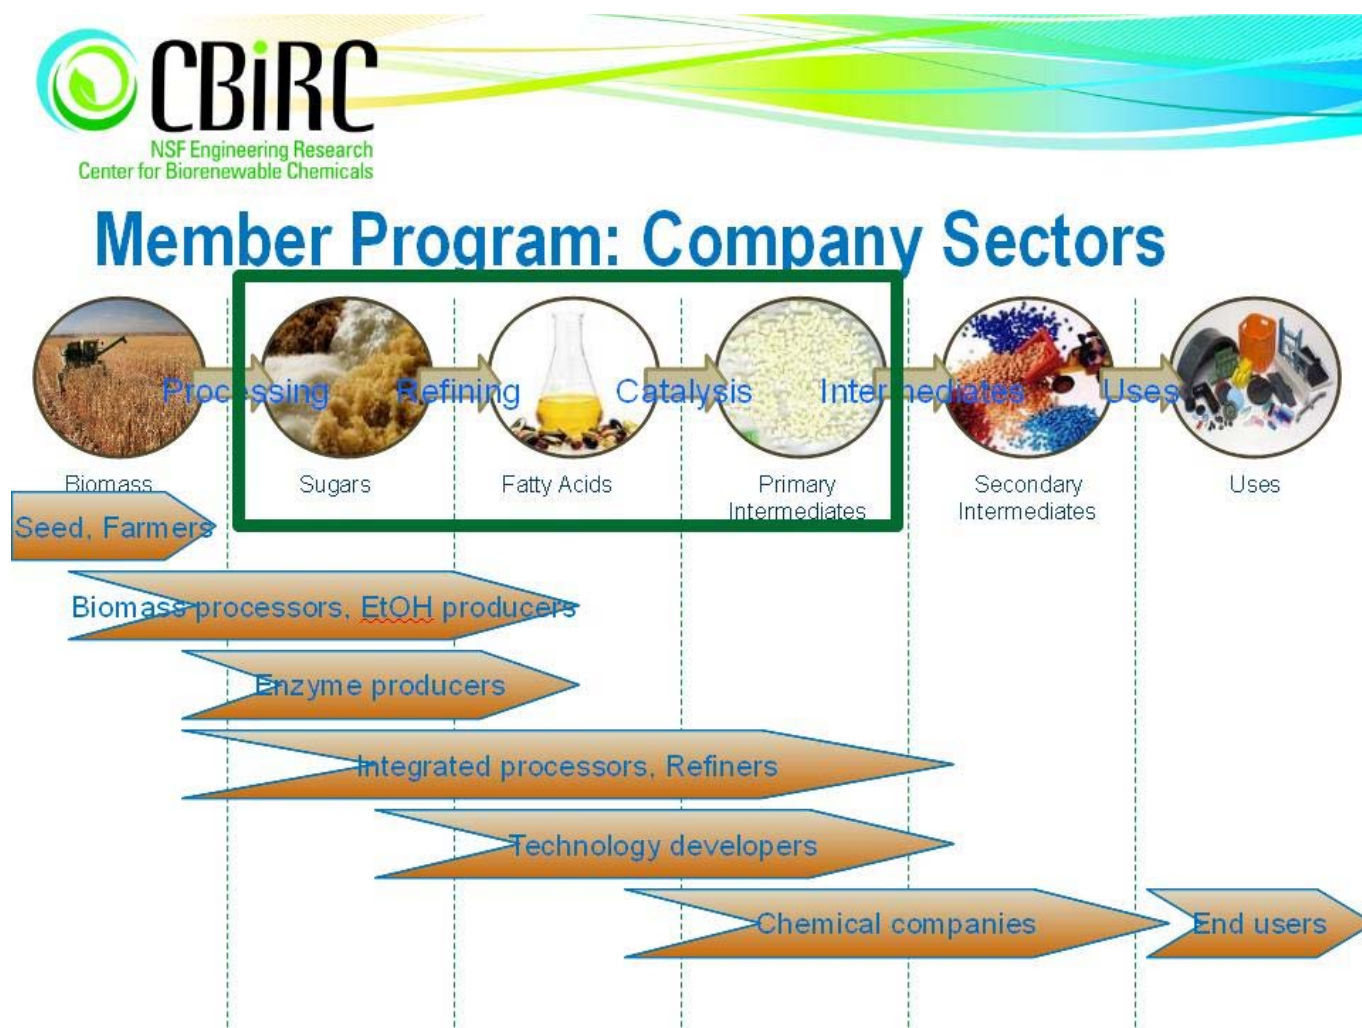 CBiRC
NSF Engineering Research
Center for Biorenewable Chemicals
Member Program: Company Sectors
Processing
Refining
Catalysis
Intermediates
Uses
Biomass
Sugars
Fatty Acids
Primary
Intermediates
Secondary
Intermediates
Uses
Seed, Farmers
Biomass processors, EtOH producers
Enzyme producers
Integrated processors, Refiners
Technology developers
Chemical companies
End users